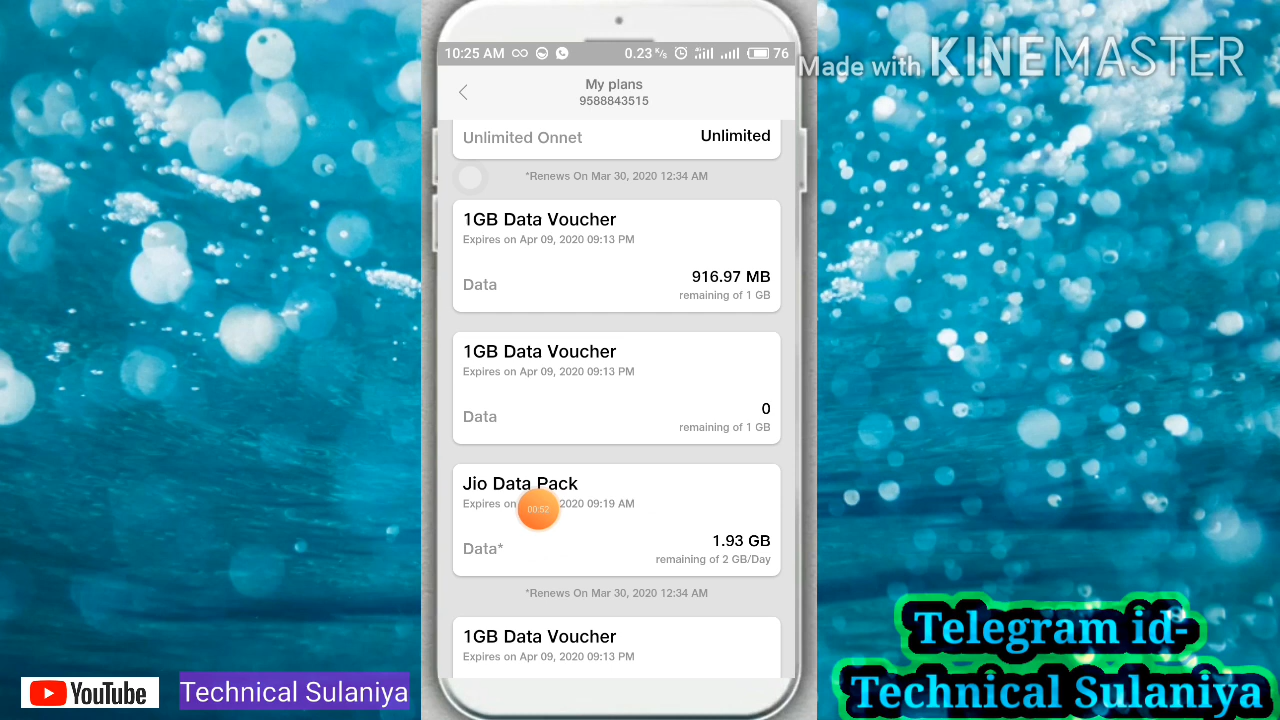 10:25 AM
0.23 K/s
76
Made with KINEMASTER
My plans
9588843515
Unlimited Onnet
Unlimited
*Renews On Mar 30, 2020 12:34 AM
1GB Data Voucher
Expires on Apr 09, 2020 09:13 PM
Data
916.97 MB
remaining of 1 GB
1GB Data Voucher
Expires on Apr 09, 2020 09:13 PM
Data
0
remaining of 1 GB
Jio Data Pack
Expires on 2020 09:19 AM
00:52
Data*
1.93 GB
remaining of 2 GB/Day
*Renews On Mar 30, 2020 12:34 AM
1GB Data Voucher
Expires on Apr 09, 2020 09:13 PM
YouTube
Technical Sulaniya
Telegram id-
Technical Sulaniya